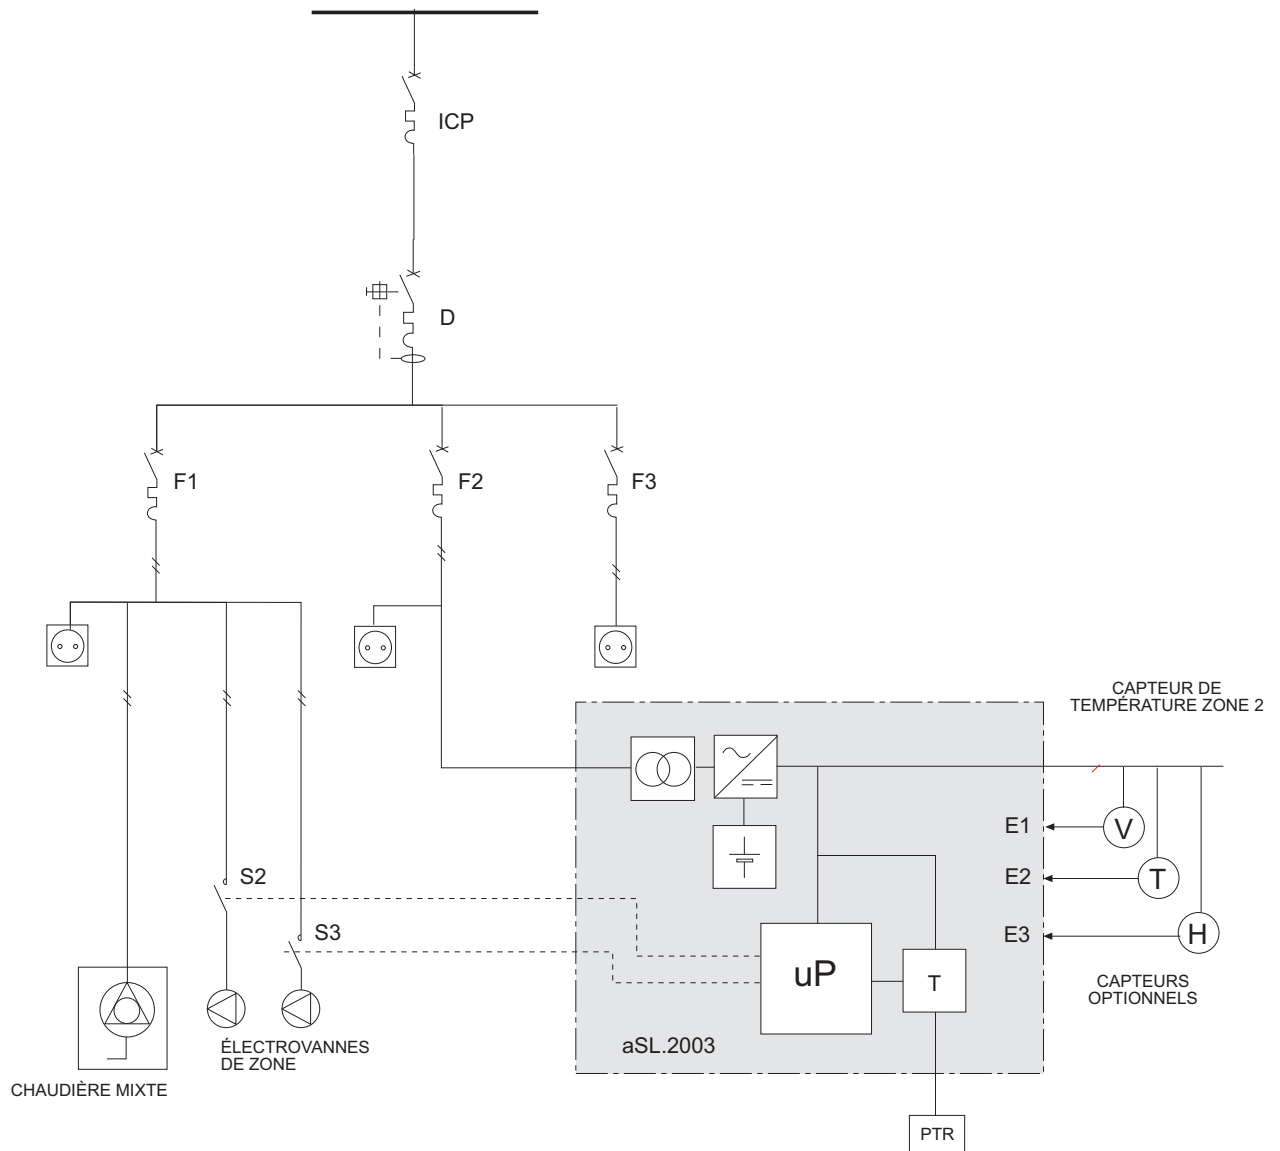 ICP
D
F1
F2
F3
CAPTEUR DE
TEMPÉRATURE ZONE 2
E1
V
E2
T
S2
S3
E3
H
uP
T
CAPTEURS
OPTIONNELS
aSL.2003
ÉLECTROVANNES
DE ZONE
CHAUDIÈRE MIXTE
PTR